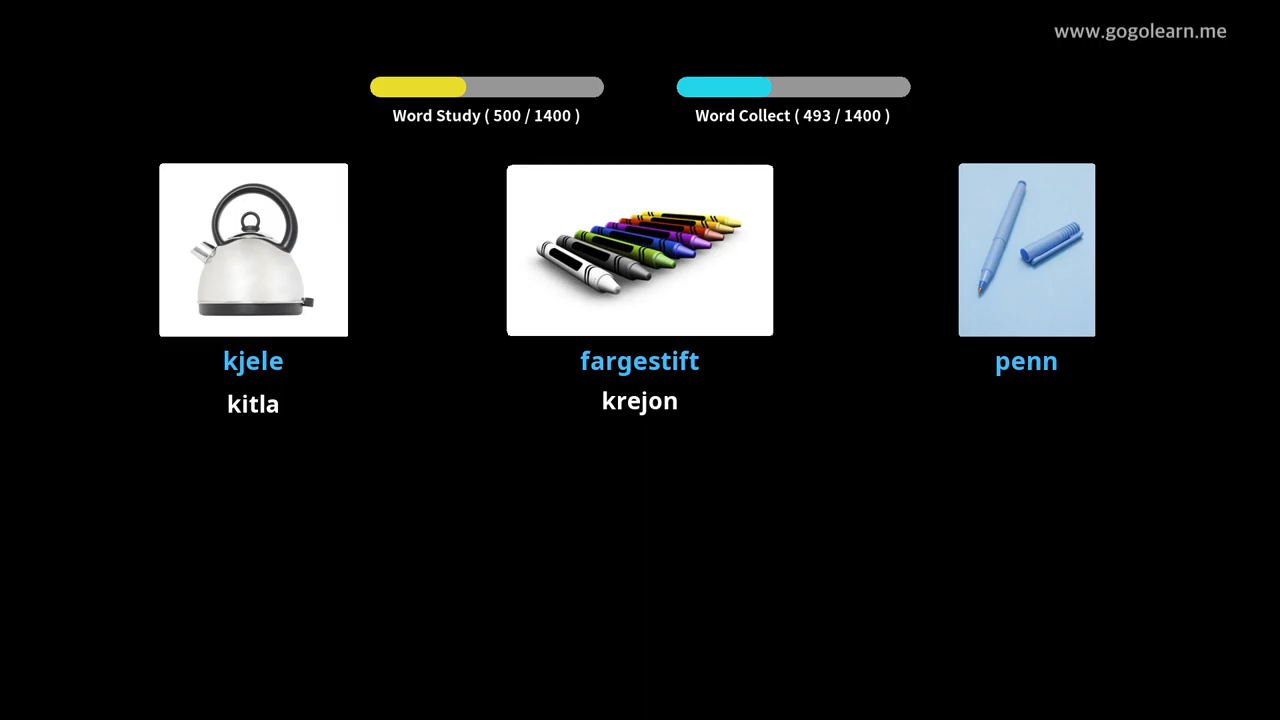 www.gogolearn.me
Word Study ( 500 / 1400 )
Word Collect ( 493 / 1400 )
kjele
fargestift
penn
kitla
krejon